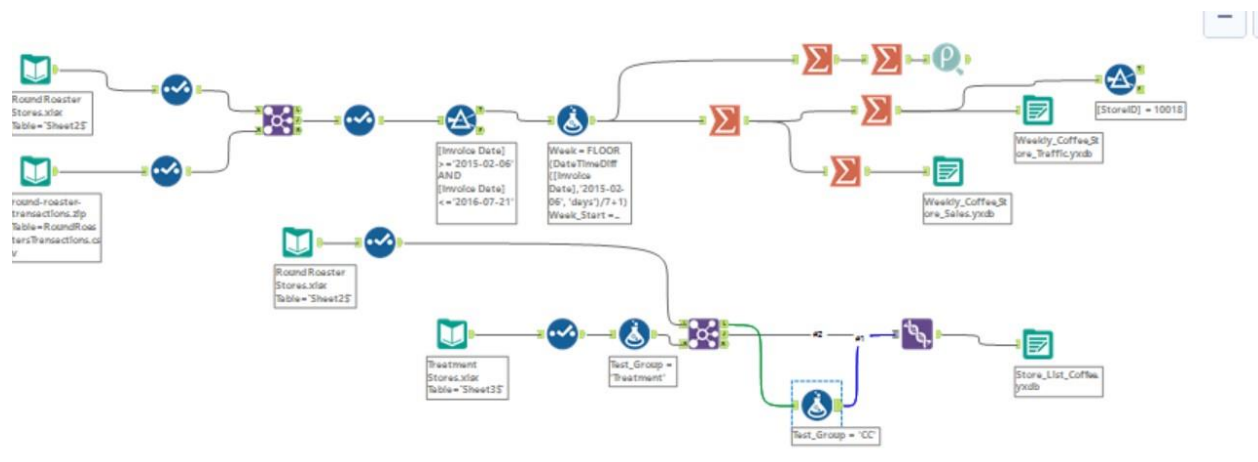 Round Roaster
Stores.xlsx
Table=`Sheet2$`
round-roaster-
transactions.zip
Table=RoundRoas
tersTransactions.cs
v
[Invoice Date]
>='2015-02-06'
AND
[Invoice Date]
<='2016-07-21'
Week = FLOOR
(DateTimeDiff
([Invoice
Date],'2015-02-
06', 'days')/7+1)
Week_Start =...
[StoreID] = 10018
Weekly_Coffee_St
ore_Traffic.yxdb
Weekly_Coffee_St
ore_Sales.yxdb
Round Roaster
Stores.xlsx
Table=`Sheet2$`
Treatment
Stores.xlsx
Table=`Sheet3$`
Test_Group =
'Treatment'
#2
#1
Store_List_Coffee.
yxdb
Test_Group = 'CC'